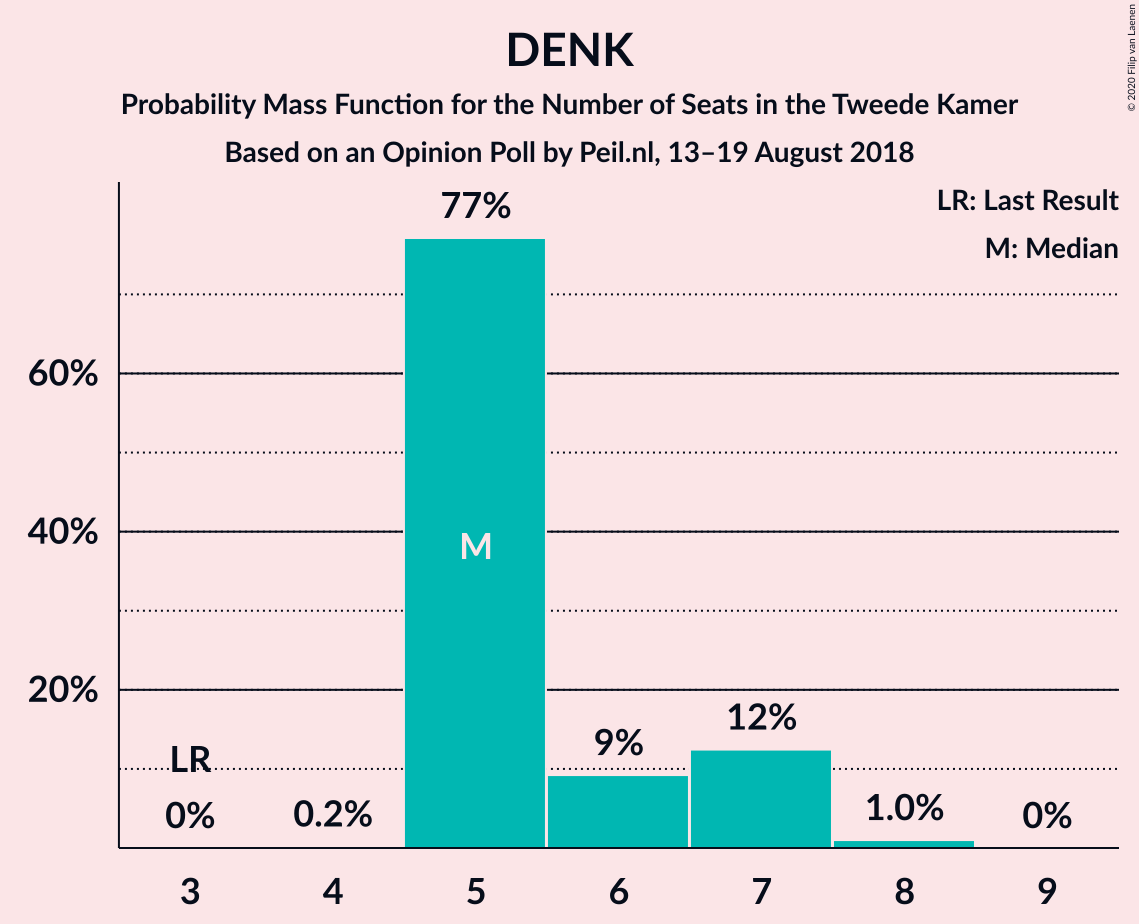 DENK
Probability Mass Function for the Number of Seats in the Tweede Kamer
Based on an Opinion Poll by Peil.nl, 13–19 August 2018
© 2020 Filip van Laenen
LR: Last Result
M: Median
77%
60%
40%
20%
M
LR
0%
0.2%
9%
12%
1.0%
0%
3 4 5 6 7 8 9